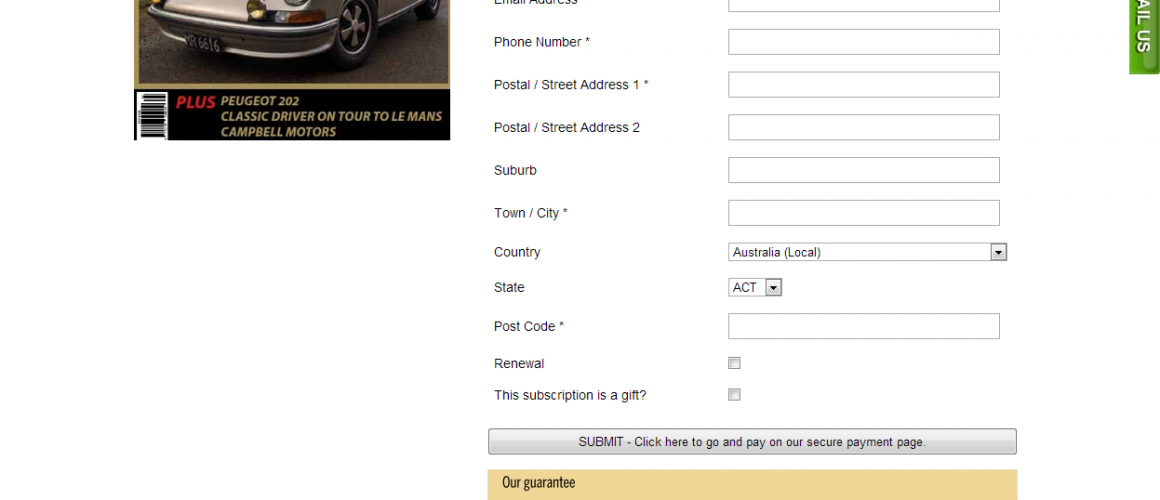 Email Address
Phone Number *
Postal / Street Address 1 *
Postal / Street Address 2
Suburb
Town / City *
Country
Australia (Local)
State
ACT
Post Code *
Renewal
This subscription is a gift?
SUBMIT - Click here to go and pay on our secure payment page.
Our guarantee
MR6616
PLUS PEUGEOT 202
CLASSIC DRIVER ON TOUR TO LE MANS
CAMPBELL MOTORS
AIL US